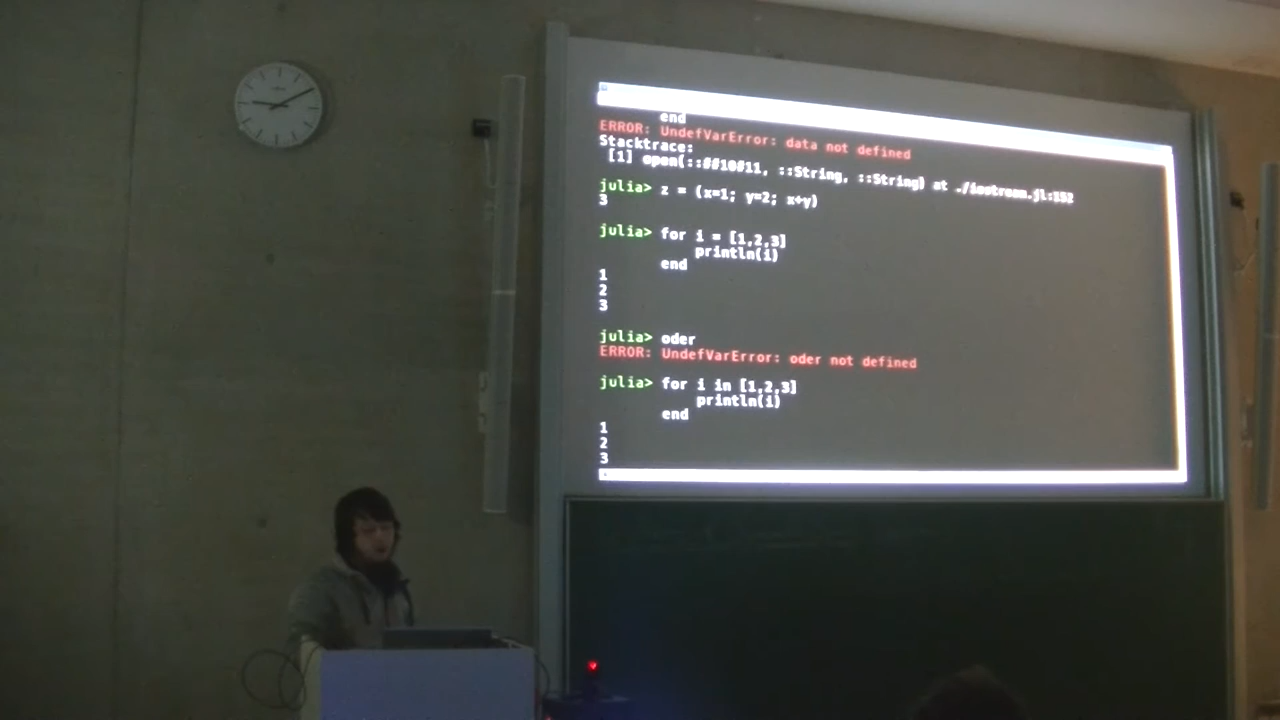 end
ERROR: UndefVarError: data not defined
Stacktrace:
[1] open(::##10#11, ::String, ::String) at ./iostream.jl:152
julia> z = (x=1; y=2; x+y)
3
julia> for i = [1,2,3]
println(i)
end
1
2
3
julia> oder
ERROR: UndefVarError: oder not defined
julia> for i in [1,2,3]
println(i)
end
1
2
3